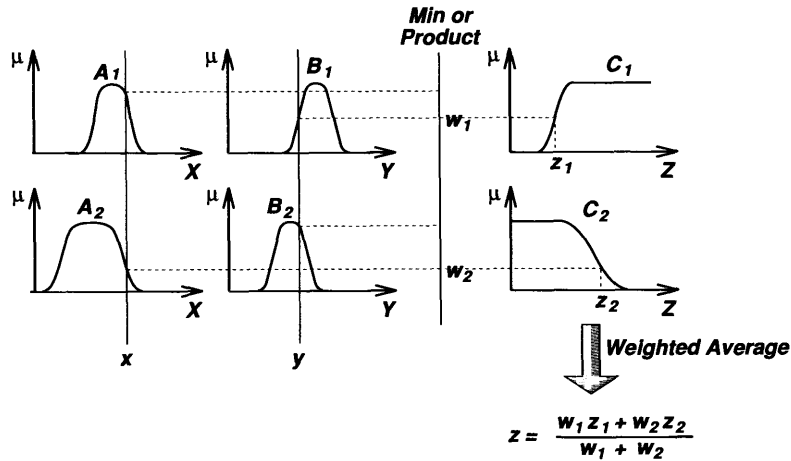 Min or
Product
μ A₁ μ B₁ μ C₁
w₁
X Y z₁ Z
μ A₂ μ B₂ μ C₂
w₂
X Y z₂ Z
x y
Weighted Average
z = w₁ z₁ + w₂ z₂
w₁ + w₂